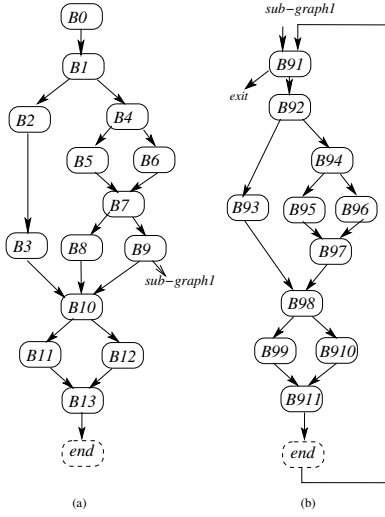 B0
B1
B2
B4
B5
B6
B7
B3
B8
B9
sub-graph1
B10
B11
B12
B13
end
(a)
sub-graph1
B91
exit
B92
B94
B93
B95
B96
B97
B98
B99
B910
B911
end
(b)